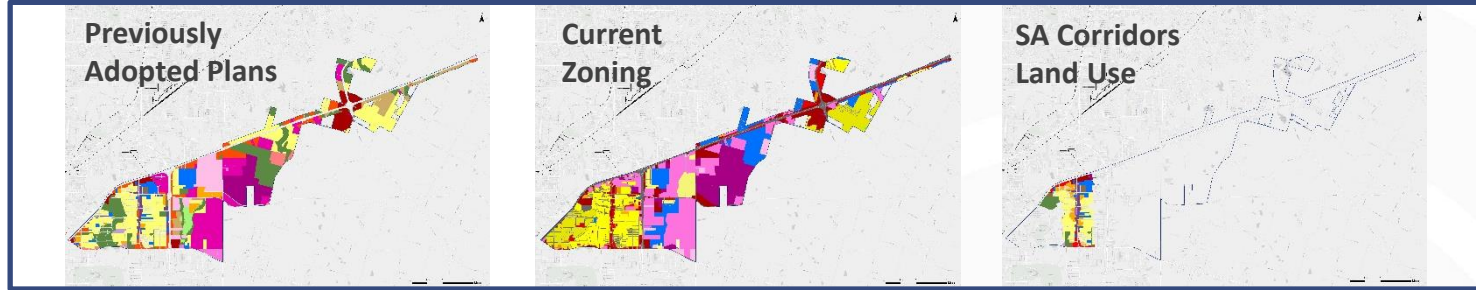 Previously
Adopted Plans
Current
Zoning
SA Corridors
Land Use